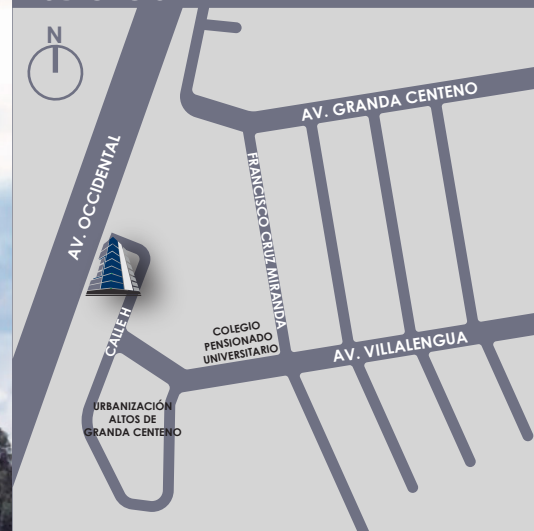 N
AV. GRANDA CENTENO
AV. OCCIDENTAL
FRANCISCO CRUZ MIRANDA
CALLE H
COLEGIO
PENSIONADO
UNIVERSITARIO
AV. VILLALENGUA
URBANIZACIÓN
ALTOS DE
GRANDA CENTENO